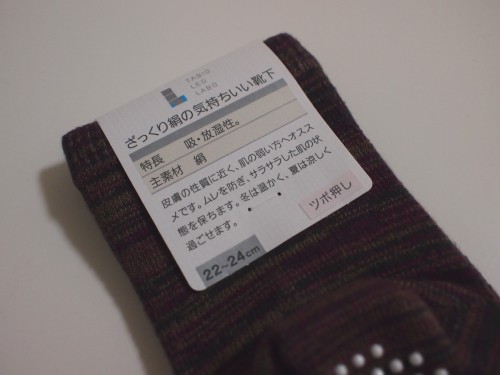 TABIO
LEG
LABO
ざっくり絹の気持ちいい靴下
特長 吸・放湿性。
主素材 絹
皮膚の性質に近く、肌の弱い方へオスス
メです。ムレを防ぎ、サラサラした肌の状
態を保ちます。冬は温かく、夏は涼しく
過ごせます。
ツボ押し
22~24cm